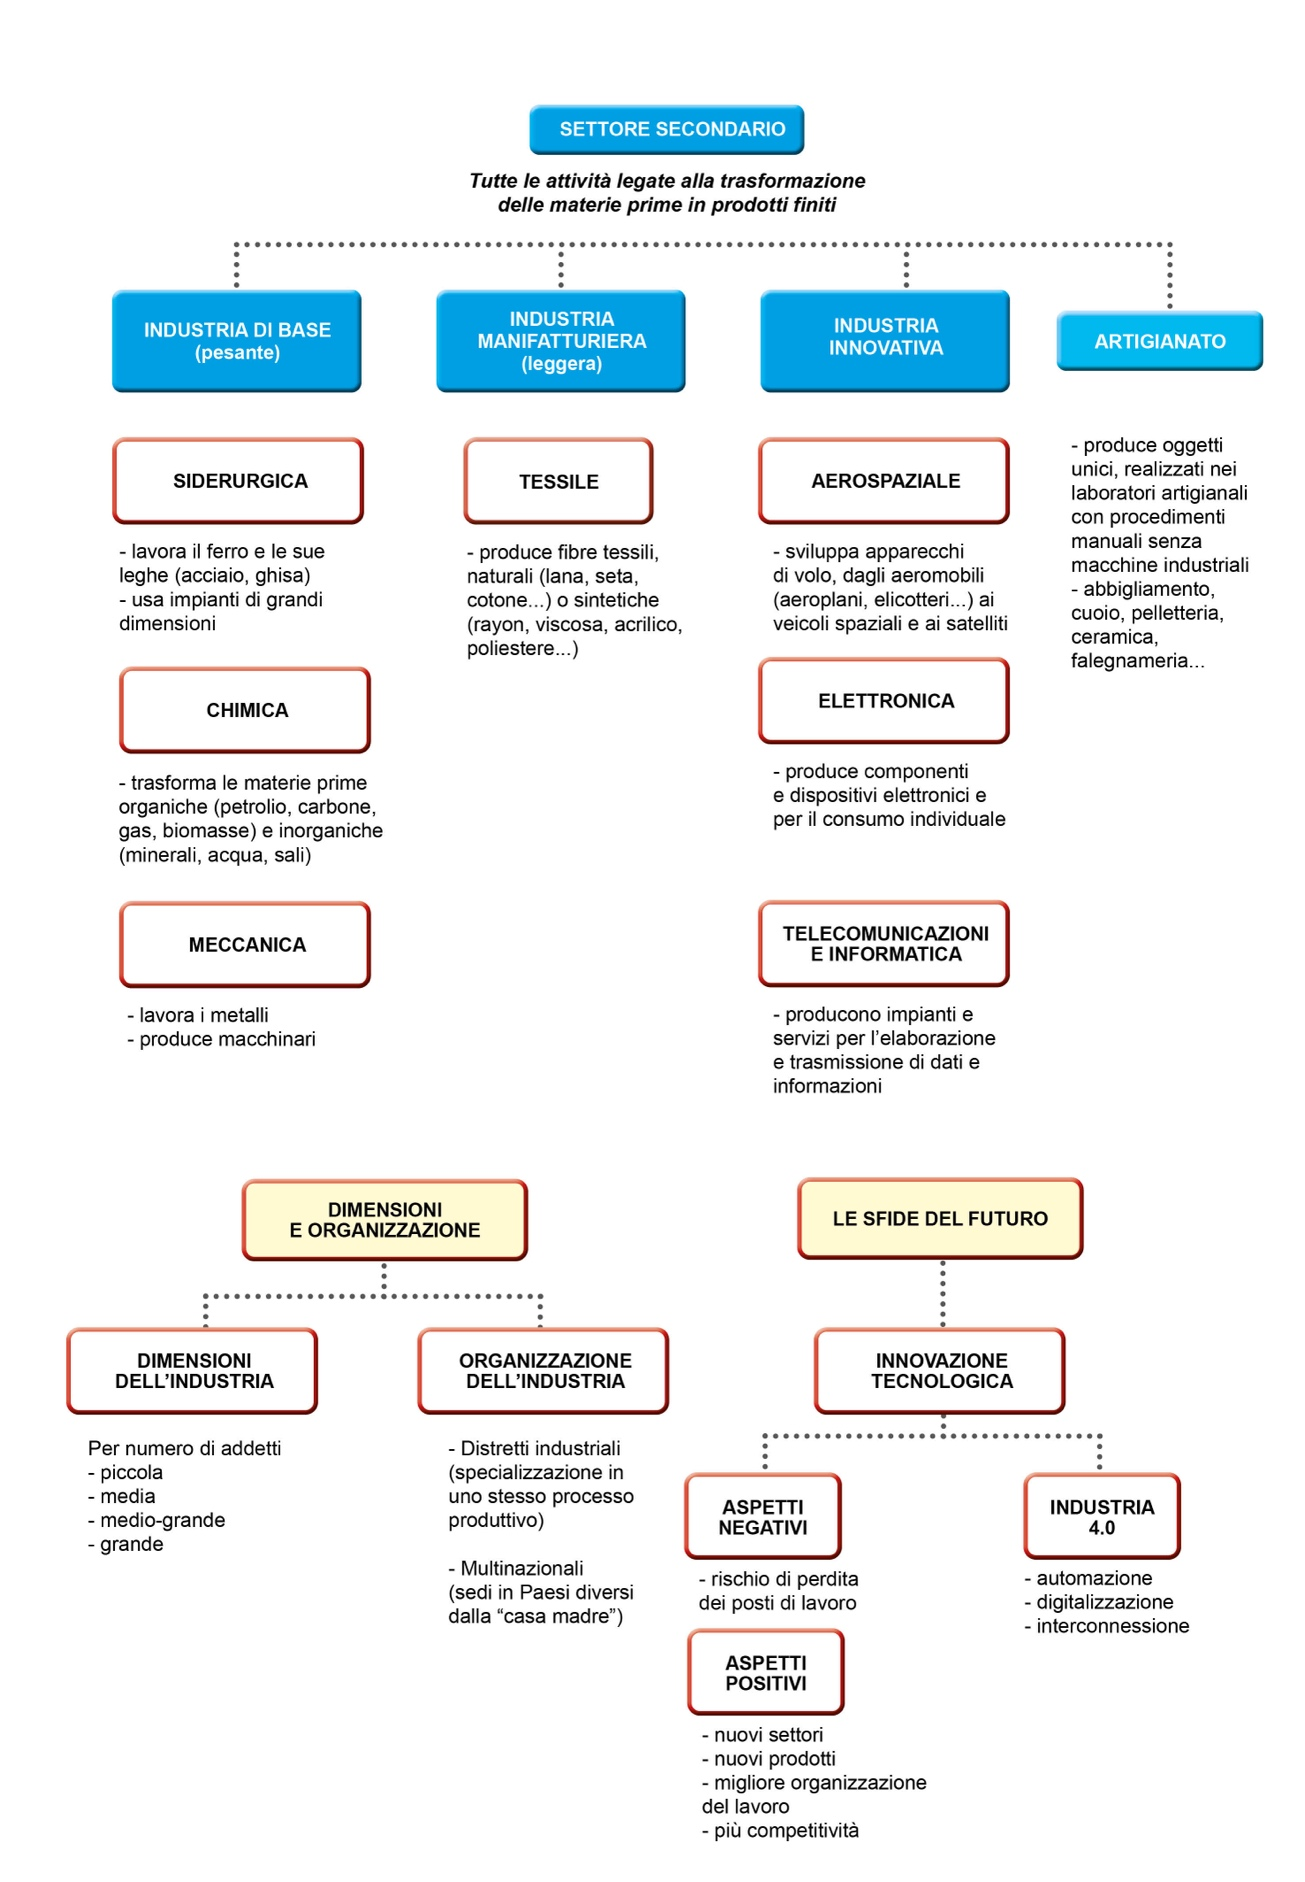 SETTORE SECONDARIO
Tutte le attività legate alla trasformazione
delle materie prime in prodotti finiti
INDUSTRIA DI BASE
(pesante)
INDUSTRIA
MANIFATTURIERA
(leggera)
INDUSTRIA
INNOVATIVA
ARTIGIANATO
SIDERURGICA
- lavora il ferro e le sue
leghe (acciaio, ghisa)
- usa impianti di grandi
dimensioni
CHIMICA
- trasforma le materie prime
organiche (petrolio, carbone,
gas, biomasse) e inorganiche
(minerali, acqua, sali)
MECCANICA
- lavora i metalli
- produce macchinari
TESSILE
- produce fibre tessili,
naturali (lana, seta,
cotone...) o sintetiche
(rayon, viscosa, acrilico,
poliestere...)
AEROSPAZIALE
- sviluppa apparecchi
di volo, dagli aeromobili
(aeroplani, elicotteri...) ai
veicoli spaziali e ai satelliti
ELETTRONICA
- produce componenti
e dispositivi elettronici e
per il consumo individuale
TELECOMUNICAZIONI
E INFORMATICA
- producono impianti e
servizi per l’elaborazione
e trasmissione di dati e
informazioni
- produce oggetti
unici, realizzati nei
laboratori artigianali
con procedimenti
manuali senza
macchine industriali
- abbigliamento,
cuoio, pelletteria,
ceramica,
falegnameria...
DIMENSIONI
E ORGANIZZAZIONE
DIMENSIONI
DELL’INDUSTRIA
Per numero di addetti
- piccola
- media
- medio-grande
- grande
ORGANIZZAZIONE
DELL’INDUSTRIA
- Distretti industriali
(specializzazione in
uno stesso processo
produttivo)
- Multinazionali
(sedi in Paesi diversi
dalla “casa madre”)
LE SFIDE DEL FUTURO
INNOVAZIONE
TECNOLOGICA
ASPETTI
NEGATIVI
- rischio di perdita
dei posti di lavoro
ASPETTI
POSITIVI
- nuovi settori
- nuovi prodotti
- migliore organizzazione
del lavoro
- più competitività
INDUSTRIA
4.0
- automazione
- digitalizzazione
- interconnessione